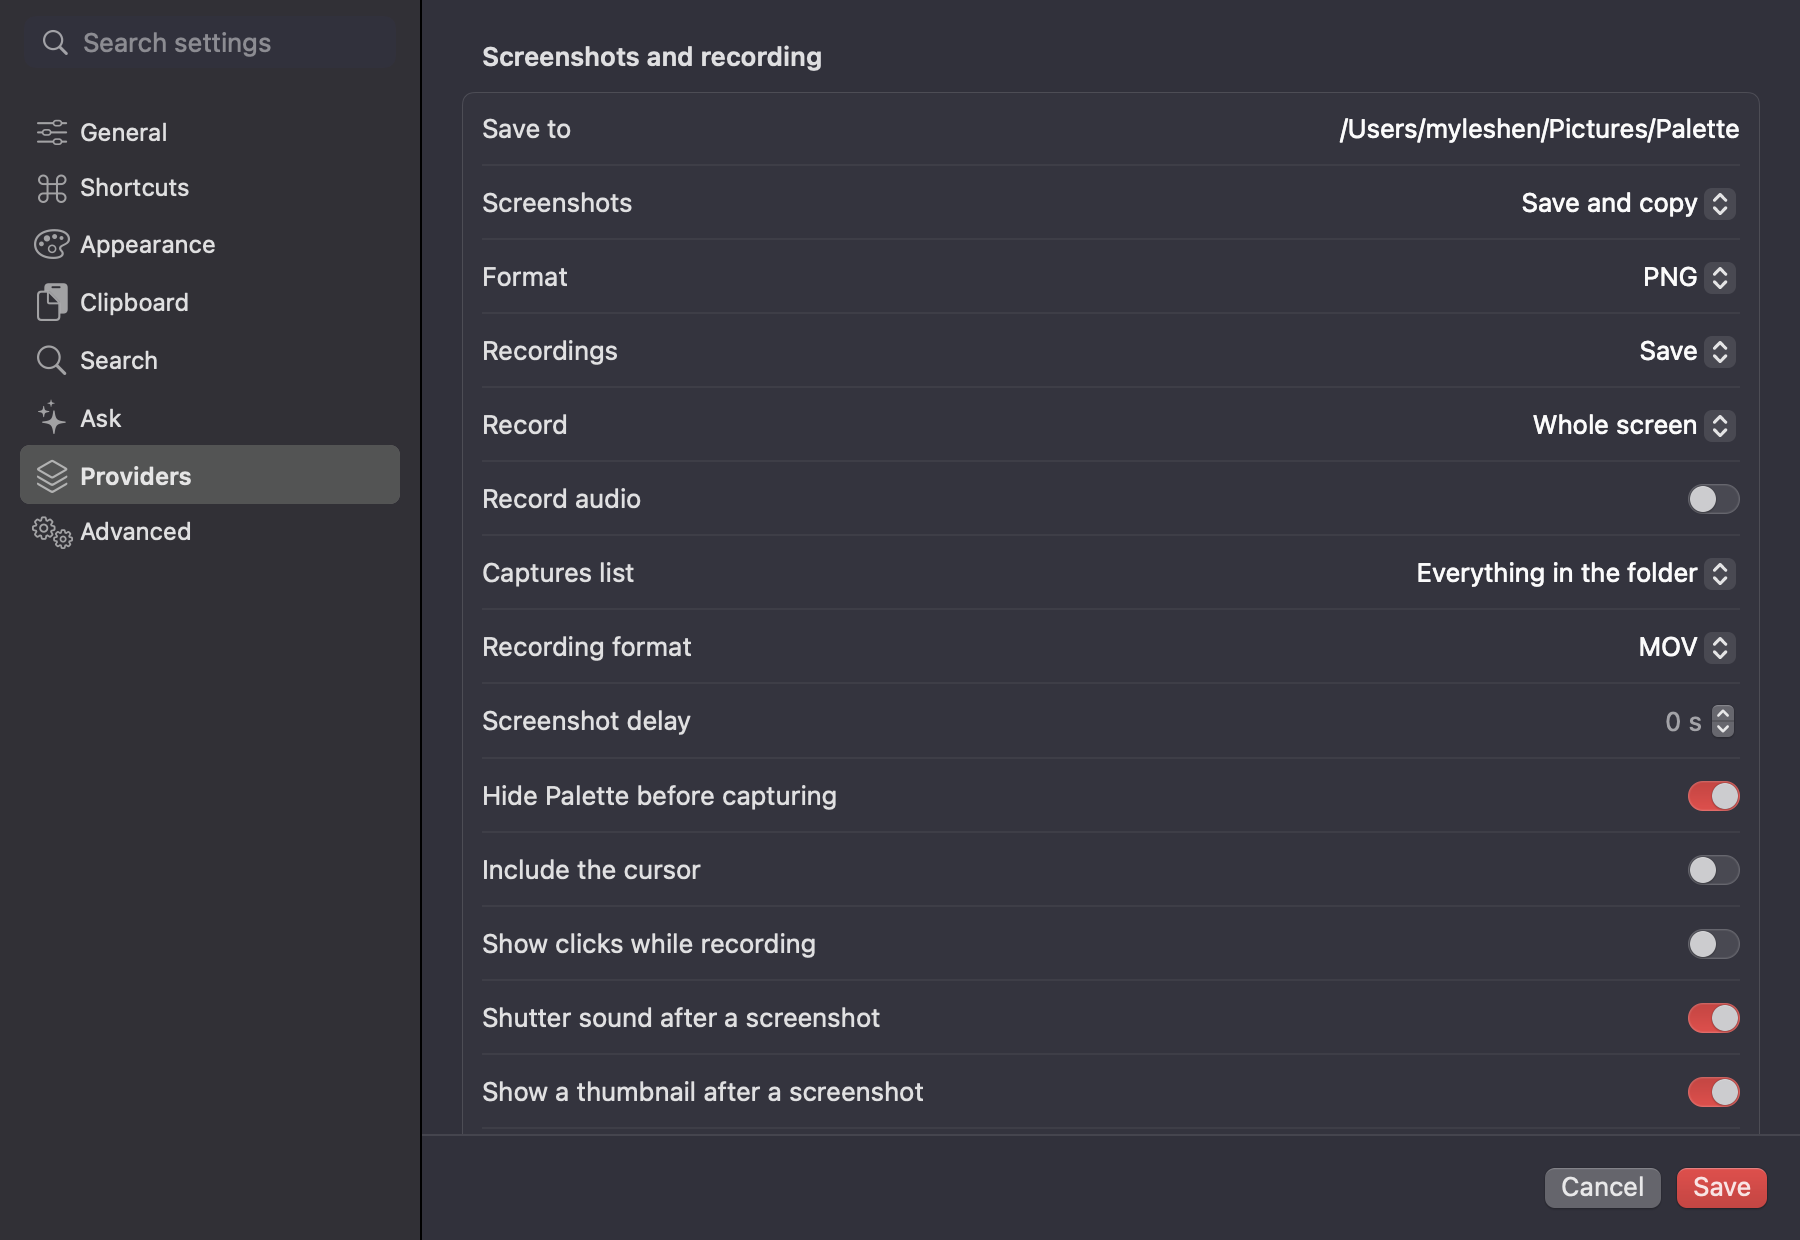 Search settings
General
Shortcuts
Appearance
Clipboard
Search
Ask
Providers
Advanced
Screenshots and recording
Save to /Users/myleshen/Pictures/Palette
Screenshots Save and copy
Format PNG
Recordings Save
Record Whole screen
Record audio
Captures list Everything in the folder
Recording format MOV
Screenshot delay 0 s
Hide Palette before capturing
Include the cursor
Show clicks while recording
Shutter sound after a screenshot
Show a thumbnail after a screenshot
Cancel Save